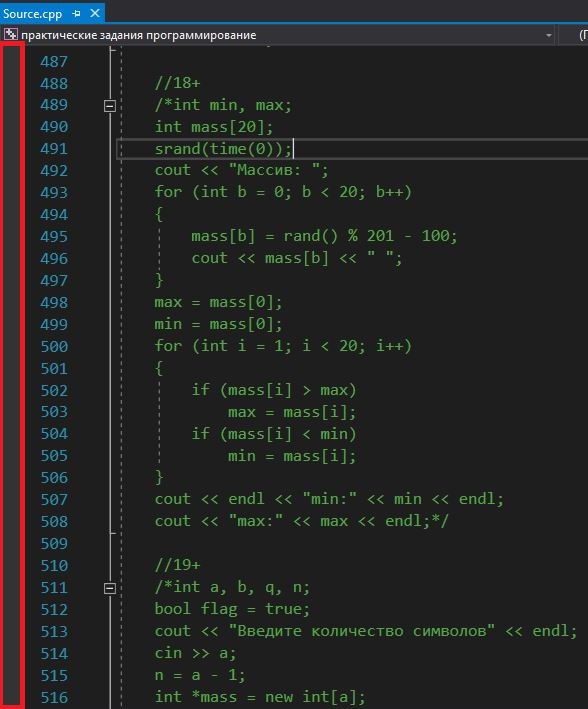 Source.cpp
практические задания программирование
(Г
487
488 //18+
489 /*int min, max;
490 int mass[20];
491 srand(time(0));
492 cout << "Массив: ";
493 for (int b = 0; b < 20; b++)
494 {
495 mass[b] = rand() % 201 - 100;
496 cout << mass[b] << " ";
497 }
498 max = mass[0];
499 min = mass[0];
500 for (int i = 1; i < 20; i++)
501 {
502 if (mass[i] > max)
503 max = mass[i];
504 if (mass[i] < min)
505 min = mass[i];
506 }
507 cout << endl << "min:" << min << endl;
508 cout << "max:" << max << endl;*/
509
510 //19+
511 /*int a, b, q, n;
512 bool flag = true;
513 cout << "Введите количество символов" << endl;
514 cin >> a;
515 n = a - 1;
516 int *mass = new int[a];